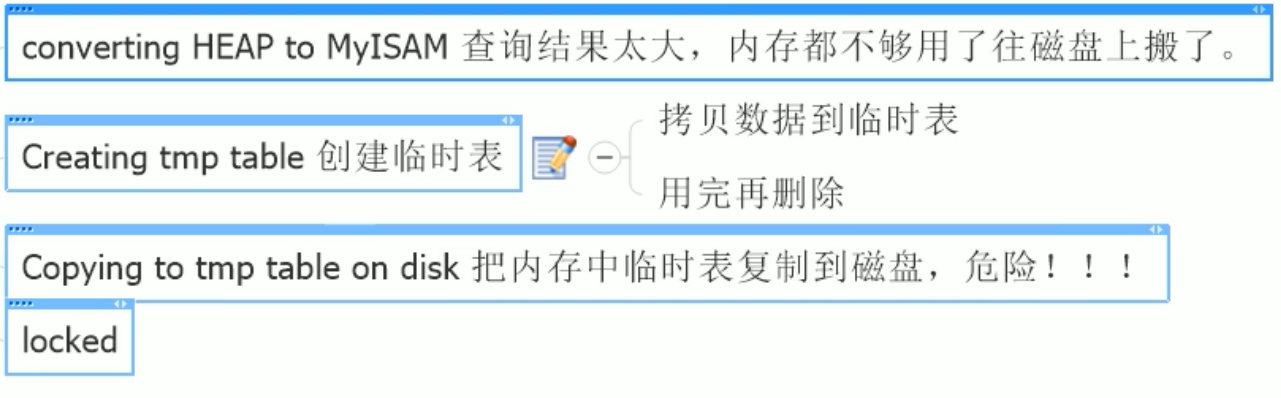 converting HEAP to MyISAM 查询结果太大，内存都不够用了往磁盘上搬了。
Creating tmp table 创建临时表
拷贝数据到临时表
用完再删除
Copying to tmp table on disk 把内存中临时表复制到磁盘，危险！！！
locked